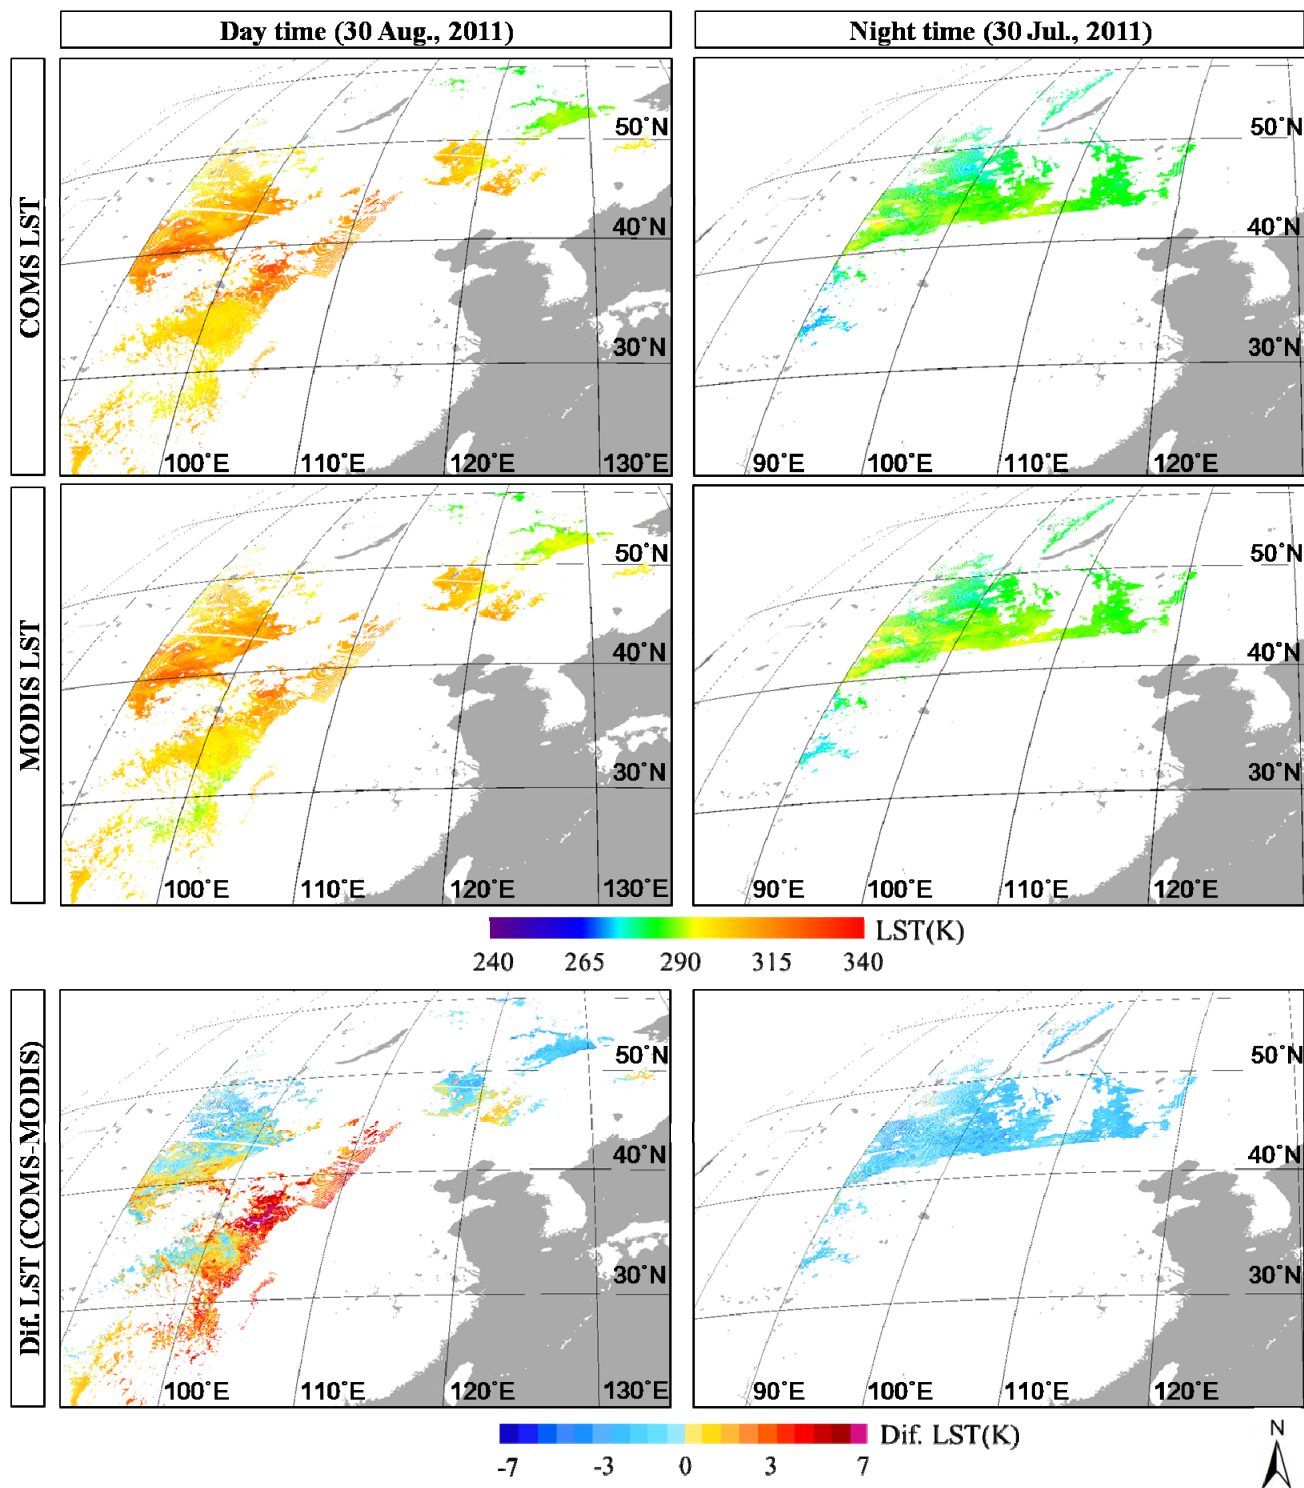 Day time (30 Aug., 2011)
Night time (30 Jul., 2011)
COMS LST
50°N
40°N
30°N
100°E 110°E 120°E 130°E
50°N
40°N
30°N
90°E 100°E 110°E 120°E
MODIS LST
50°N
40°N
30°N
100°E 110°E 120°E 130°E
50°N
40°N
30°N
90°E 100°E 110°E 120°E
LST(K)
240 265 290 315 340
Dif. LST (COMS-MODIS)
50°N
40°N
30°N
100°E 110°E 120°E 130°E
50°N
40°N
30°N
90°E 100°E 110°E 120°E
Dif. LST(K)
-7 -3 0 3 7
N